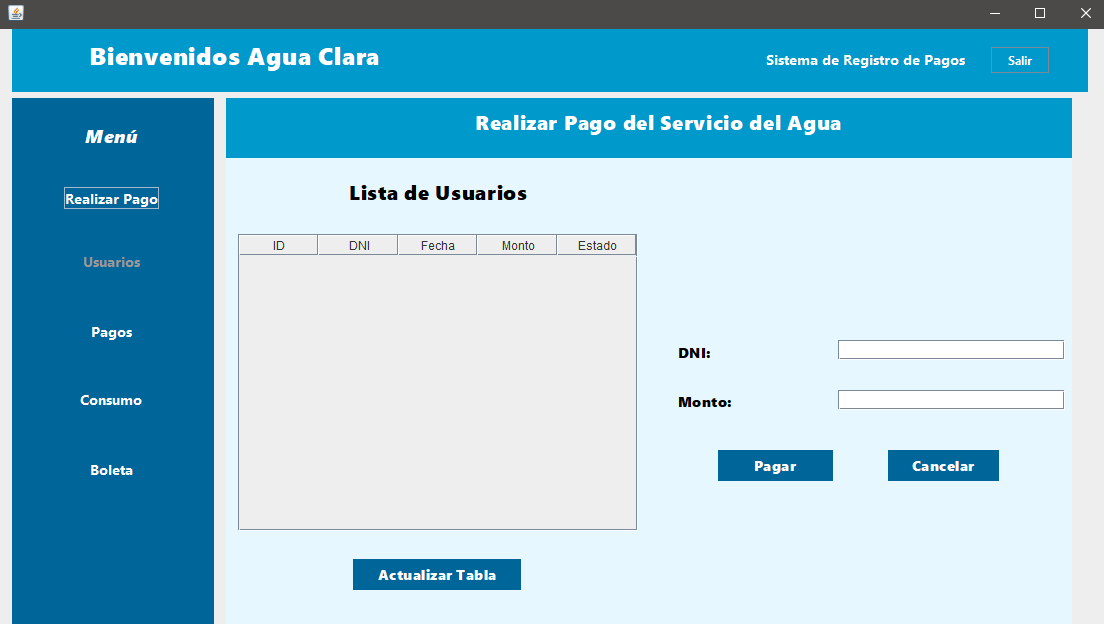 Bienvenidos Agua Clara
Sistema de Registro de Pagos
Salir
Menú
Realizar Pago
Usuarios
Pagos
Consumo
Boleta
Realizar Pago del Servicio del Agua
Lista de Usuarios
ID DNI Fecha Monto Estado
DNI:
Monto:
Pagar Cancelar
Actualizar Tabla